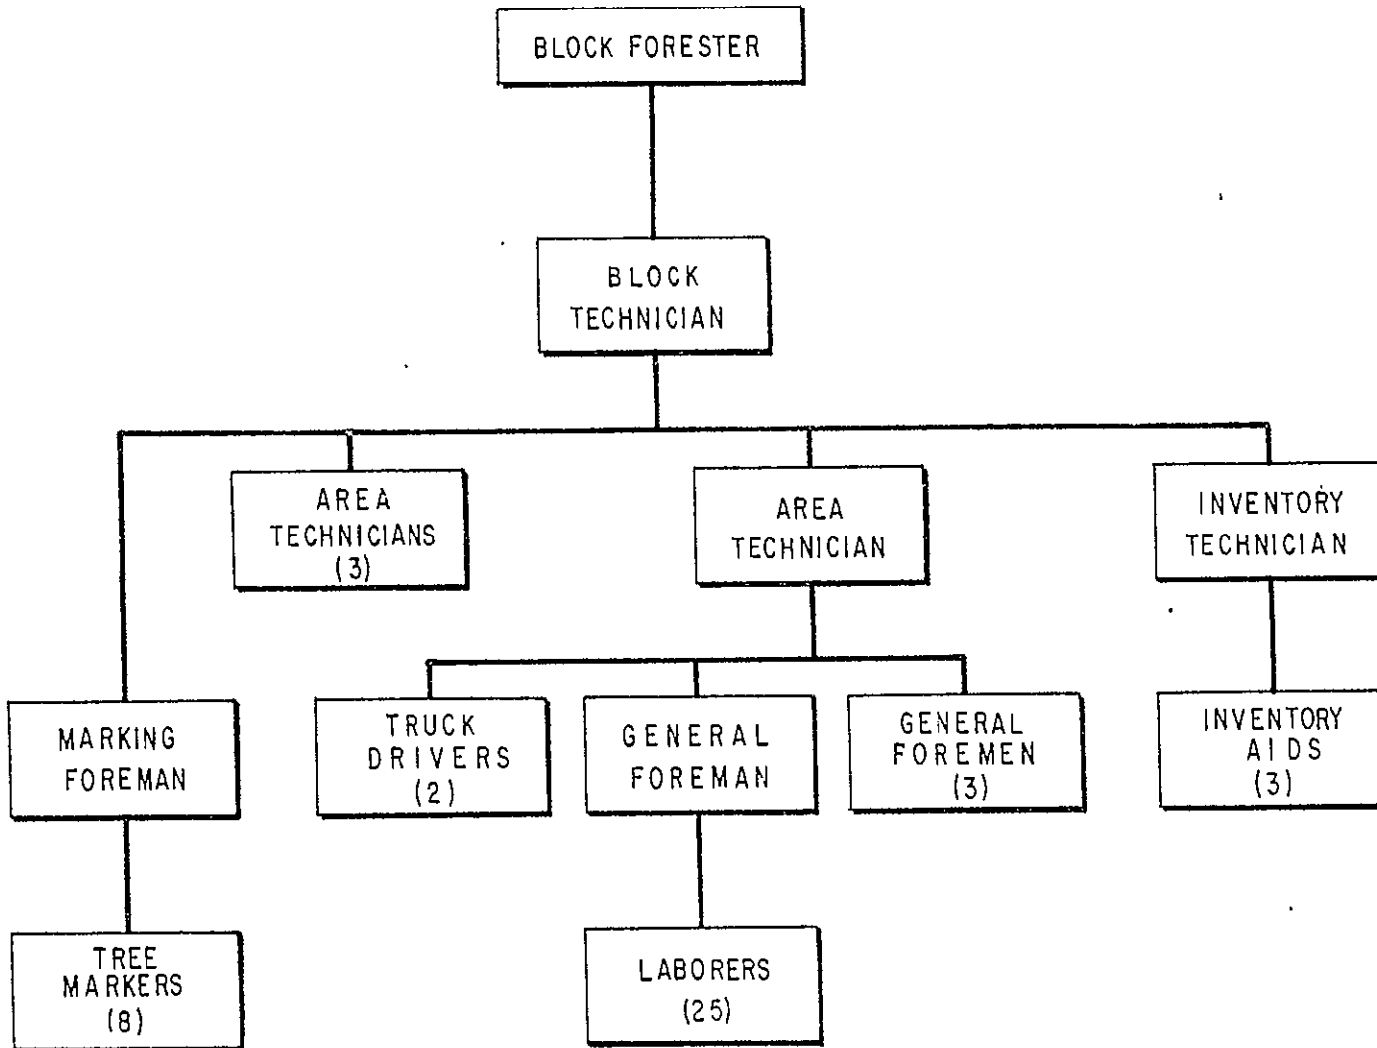 BLOCK FORESTER
BLOCK
TECHNICIAN
AREA
TECHNICIANS
(3)
AREA
TECHNICIAN
INVENTORY
TECHNICIAN
MARKING
FOREMAN
TRUCK
DRIVERS
(2)
GENERAL
FOREMAN
GENERAL
FOREMEN
(3)
INVENTORY
AIDS
(3)
TREE
MARKERS
(8)
LABORERS
(25)